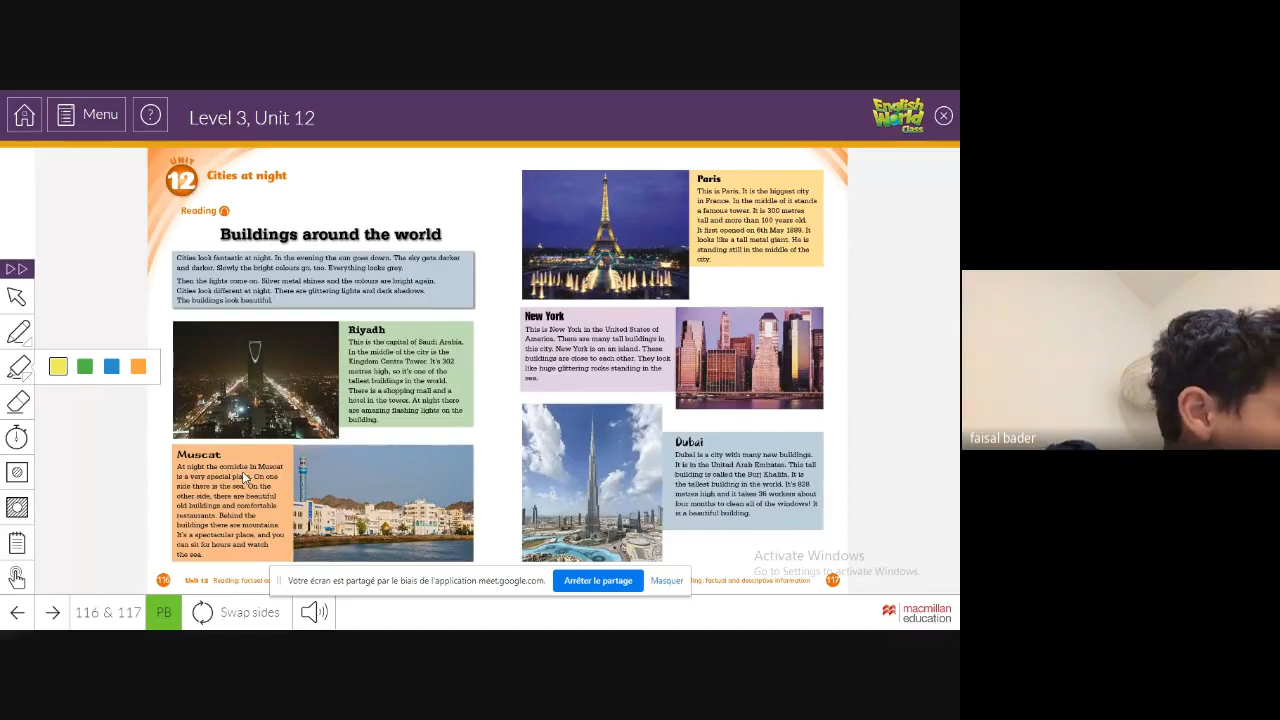 Menu
?
Level 3, Unit 12
English
World
Class
UNIT
12
Cities at night
Reading
Buildings around the world
Cities look fantastic at night. In the evening the sun goes down. The sky gets darker
and darker. Slowly the bright colours go, too. Everything looks grey.
Then the lights come on. Silver metal shines and the colours are bright again.
Cities look different at night. There are glittering lights and dark shadows.
The buildings look beautiful.
Riyadh
This is the capital of Saudi Arabia.
In the middle of the city is the
Kingdom Centre Tower. It's 302
metres high, so it's one of the
tallest buildings in the world.
There is a shopping mall and a
hotel in the tower. At night there
are amazing flashing lights on the
building.
Muscat
At night the corniche in Muscat
is a very special place. On one
side there is the sea. On the
other side, there are beautiful
old buildings and comfortable
restaurants. Behind the
buildings there are mountains.
It's a spectacular place, and you
can sit for hours and watch
the sea.
Paris
This is Paris. It is the biggest city
in France. In the middle of it stands
a famous tower. It is 300 metres
tall and more than 100 years old.
It first opened on 6th May 1889. It
looks like a tall metal giant. He is
standing still in the middle of the
city.
New York
This is New York in the United States of
America. There are many tall buildings in
this city. New York is on an island. These
buildings are close to each other. They look
like huge glittering rocks standing in the
sea.
Dubai
Dubai is a city with many new buildings.
It is in the United Arab Emirates. This tall
building is called the Burj Khalifa. It is
the tallest building in the world. It's 828
metres high and it takes 36 workers about
four months to clean all of the windows! It
is a beautiful building.
116
Unit 12 Reading: factual
ng: factual and descriptive information
117
Votre écran est partagé par le biais de l'application meet.google.com.
Arrêter le partage
Masquer
Activate Windows
Go to Settings to activate Windows.
116 & 117
PB
Swap sides
macmillan
education
faisal bader